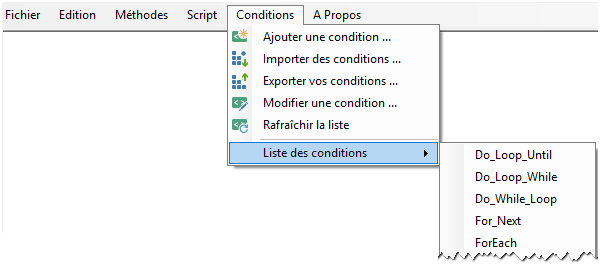 Fichier Edition Méthodes Script Conditions A Propos
Ajouter une condition ...
Importer des conditions ...
Exporter vos conditions ...
Modifier une condition ...
Rafraîchir la liste
Liste des conditions
Do_Loop_Until
Do_Loop_While
Do_While_Loop
For_Next
ForEach